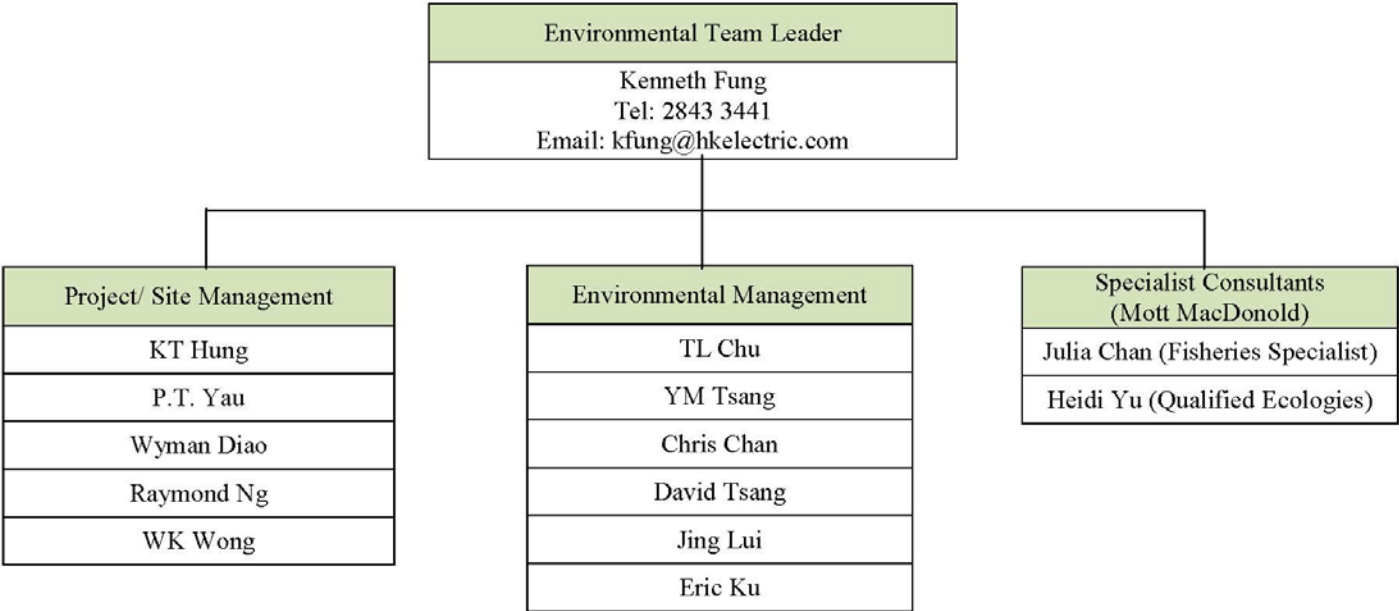 Environmental Team Leader
Kenneth Fung
Tel: 2843 3441
Email: kfung@hkelectric.com
Project/ Site Management
KT Hung
P.T. Yau
Wyman Diao
Raymond Ng
WK Wong
Environmental Management
TL Chu
YM Tsang
Chris Chan
David Tsang
Jing Lui
Eric Ku
Specialist Consultants
(Mott MacDonold)
Julia Chan (Fisheries Specialist)
Heidi Yu (Qualified Ecologies)